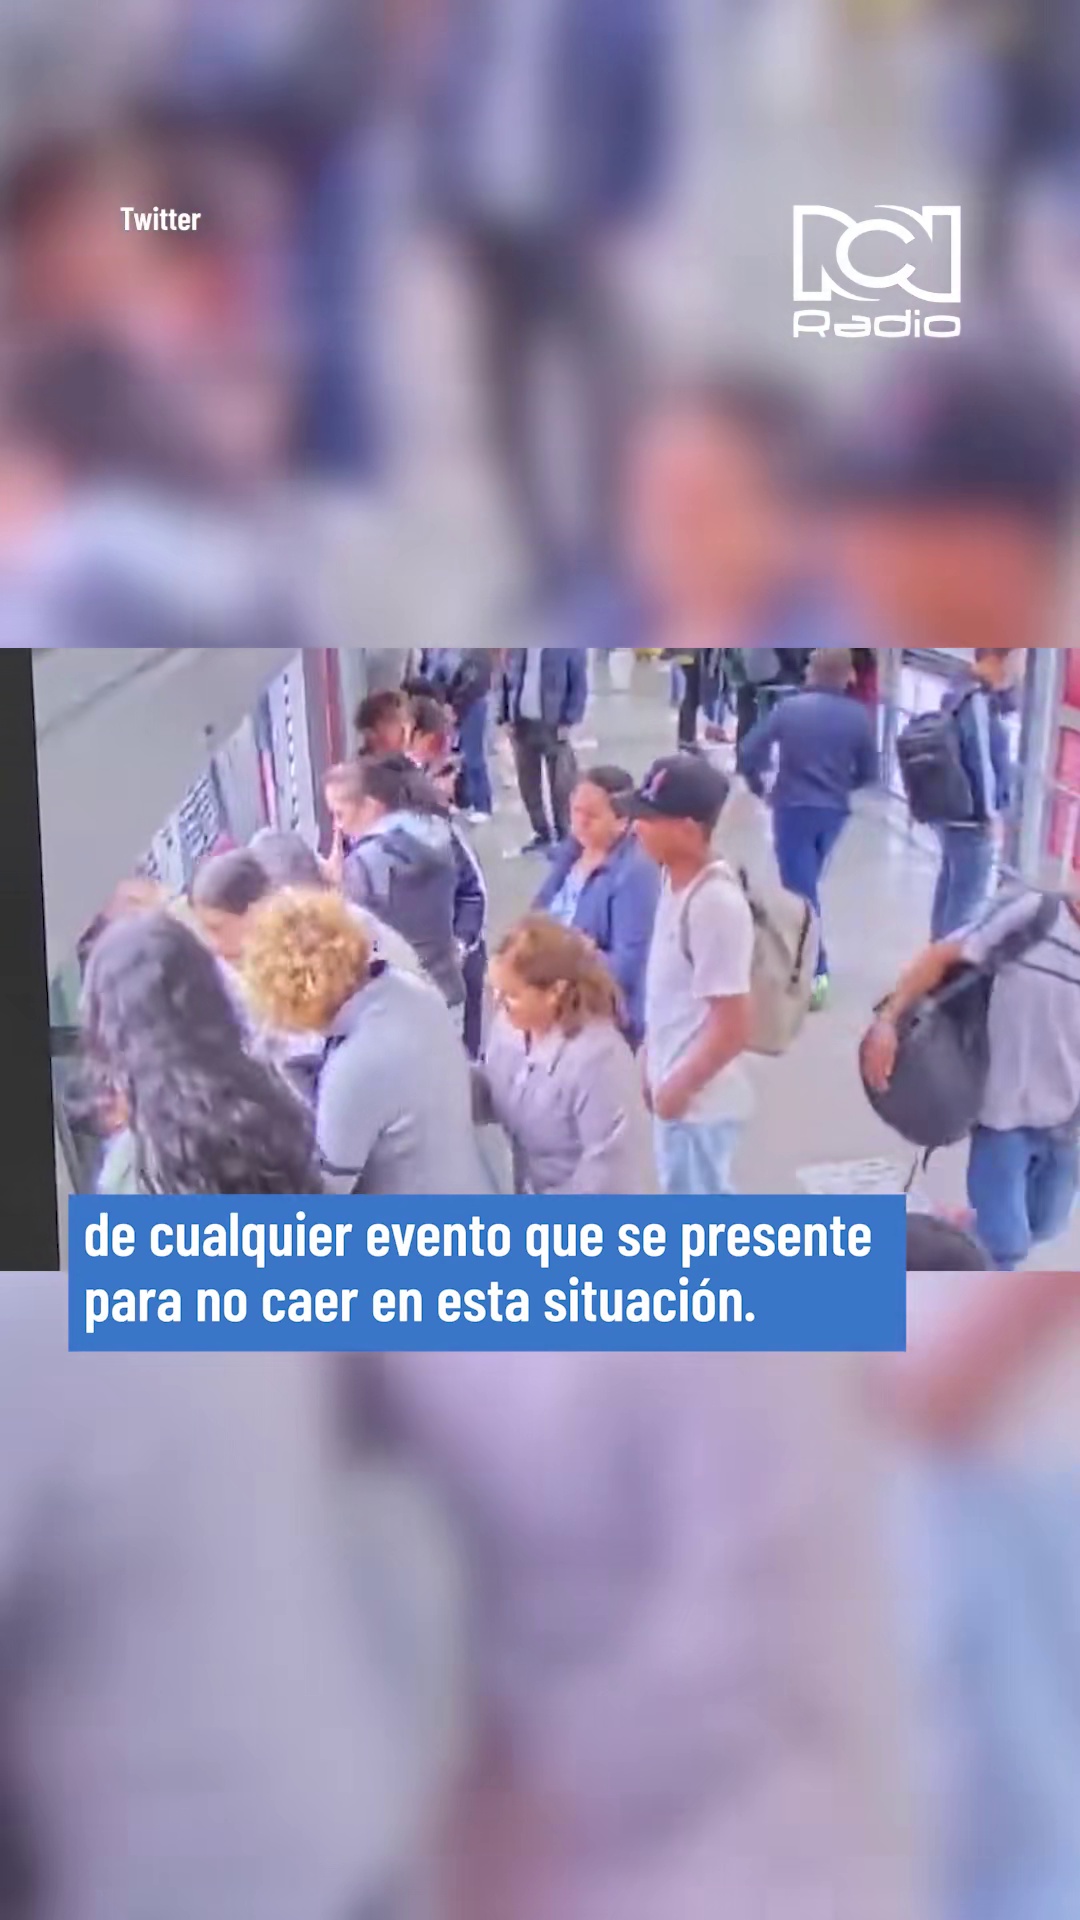 Twitter
RCN
Radio
de cualquier evento que se presente
para no caer en esta situación.